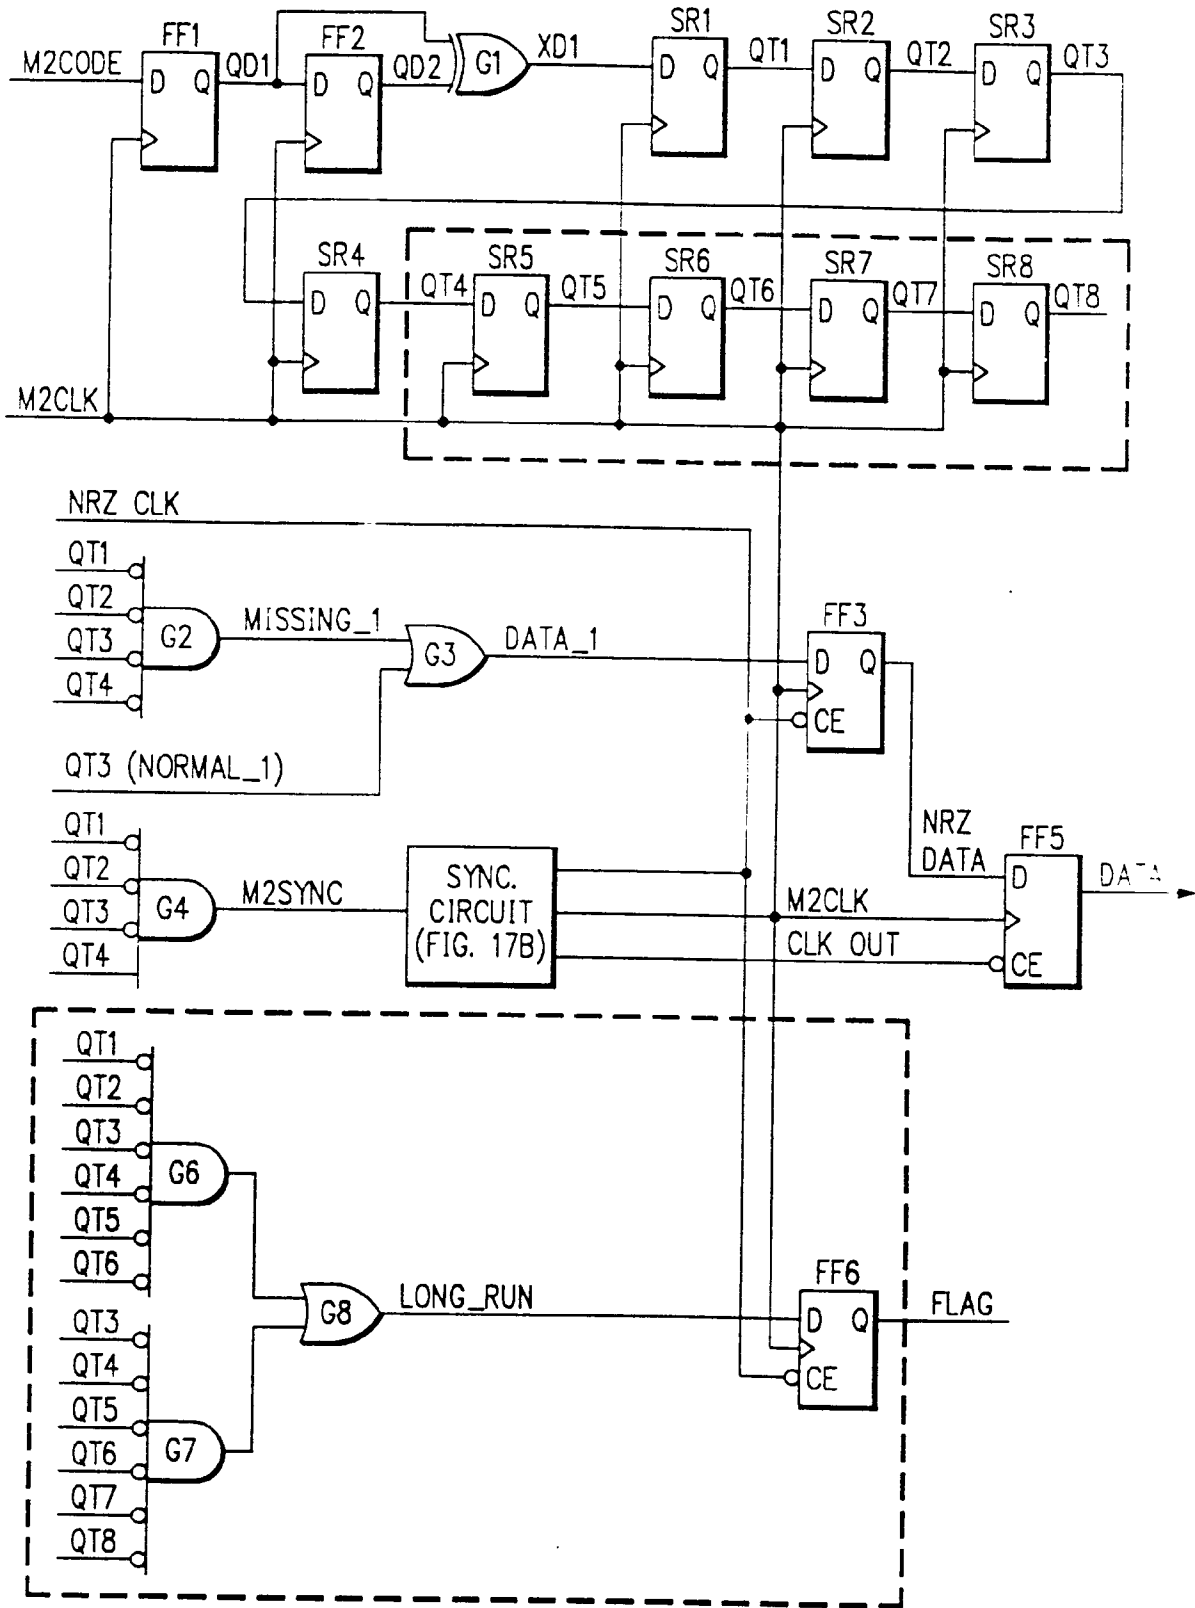 FF1 FF2 SR1 SR2 SR3
M2CODE D Q QD1 D Q QD2 G1 XD1 D Q QT1 D Q QT2 D Q QT3
SR4 SR5 SR6 SR7 SR8
D Q QT4 D Q QT5 D Q QT6 D Q QT7 D Q QT8
M2CLK
NRZ CLK
QT1
QT2
QT3
QT4
G2 MISSING_1 G3 DATA_1
FF3
D Q
CE
QT3 (NORMAL_1)
QT1
QT2
QT3
QT4
G4 M2SYNC
SYNC.
CIRCUIT
(FIG. 17B)
M2CLK
CLK OUT
NRZ
DATA
FF5
D
CE
DATA
QT1
QT2
QT3
QT4
QT5
QT6
G6
QT3
QT4
QT5
QT6
QT7
QT8
G7
G8 LONG_RUN
FF6
D Q
CE
FLAG